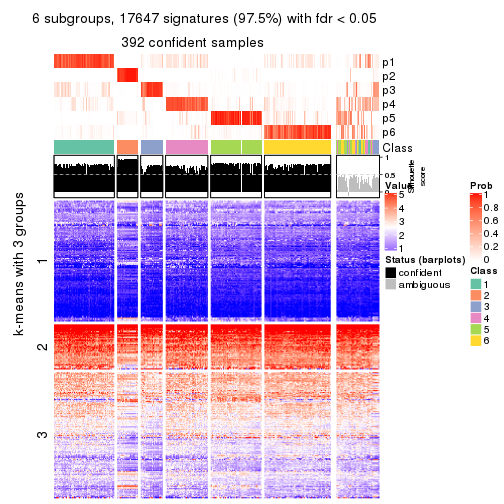 6 subgroups, 17647 signatures (97.5%) with fdr < 0.05
392 confident samples
p1
p2
p3
p4
p5
p6
Class
1
0.5
0
Silhouette
score
k-means with 3 groups
1
2
3
Value
5
4
3
2
1
Status (barplots)
confident
ambiguous
Prob
1
0.8
0.6
0.4
0.2
0
Class
1
2
3
4
5
6